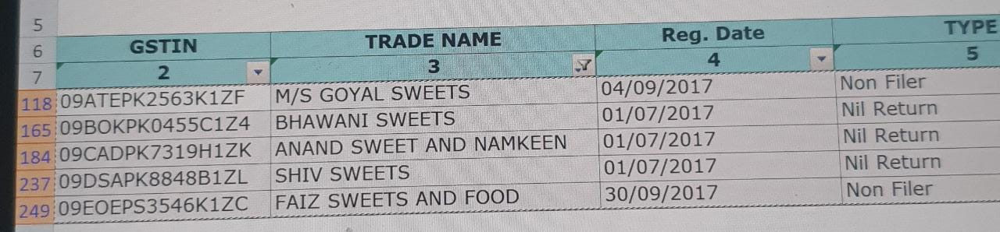 5
6 GSTIN TRADE NAME Reg. Date TYPE
7 2 3 4 5
118 09ATEPK2563K1ZF M/S GOYAL SWEETS 04/09/2017 Non Filer
165 09BOKPK0455C1Z4 BHAWANI SWEETS 01/07/2017 Nil Return
184 09CADPK7319H1ZK ANAND SWEET AND NAMKEEN 01/07/2017 Nil Return
237 09DSAPK8848B1ZL SHIV SWEETS 01/07/2017 Nil Return
249 09EOEPS3546K1ZC FAIZ SWEETS AND FOOD 30/09/2017 Non Filer